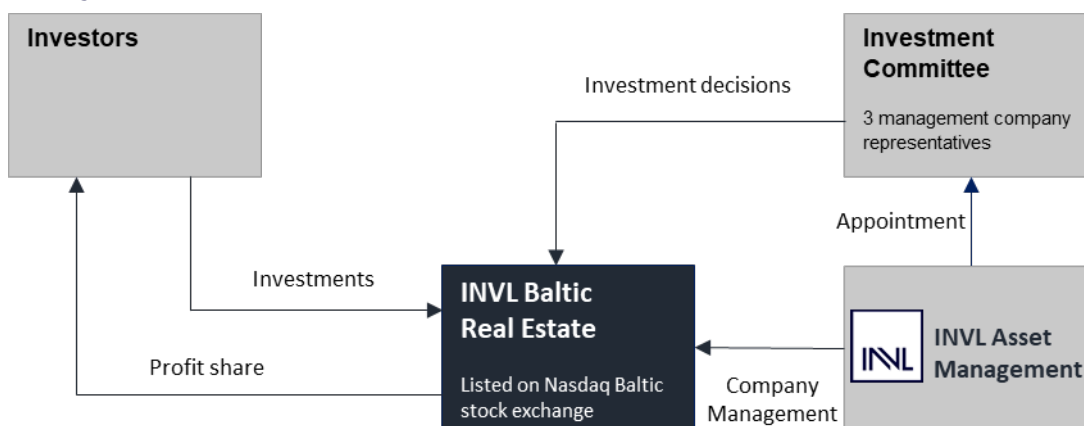 Investors
Investment
Committee
3 management company
representatives
Investment decisions
Appointment
Investments
INVL Baltic
Real Estate
Listed on Nasdaq Baltic
stock exchange
Profit share
Company
Management
INVL
INVL Asset
Management